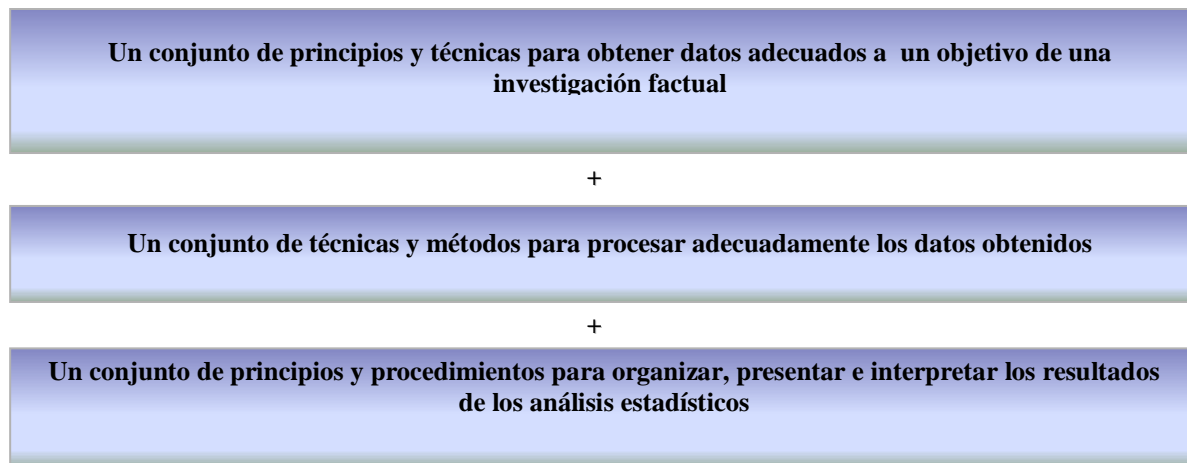 Un conjunto de principios y técnicas para obtener datos adecuados a un objetivo de una
investigación factual
+
Un conjunto de técnicas y métodos para procesar adecuadamente los datos obtenidos
+
Un conjunto de principios y procedimientos para organizar, presentar e interpretar los resultados
de los análisis estadísticos